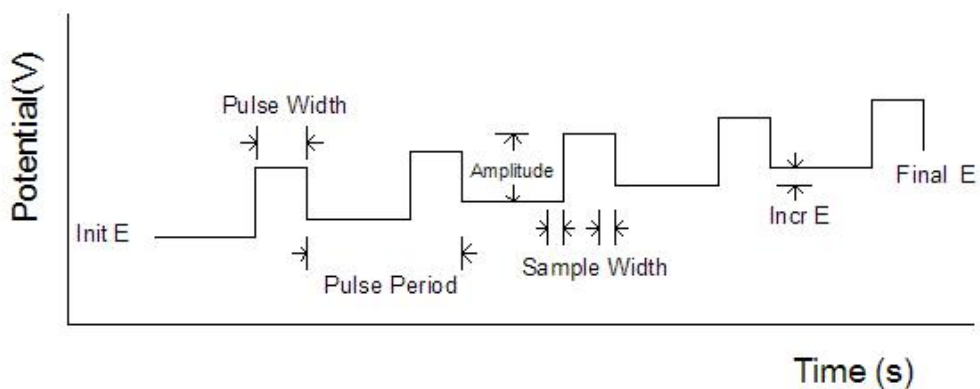 Potential(V)
Pulse Width
Amplitude
Final E
Init E
Incr E
Sample Width
Pulse Period
Time (s)